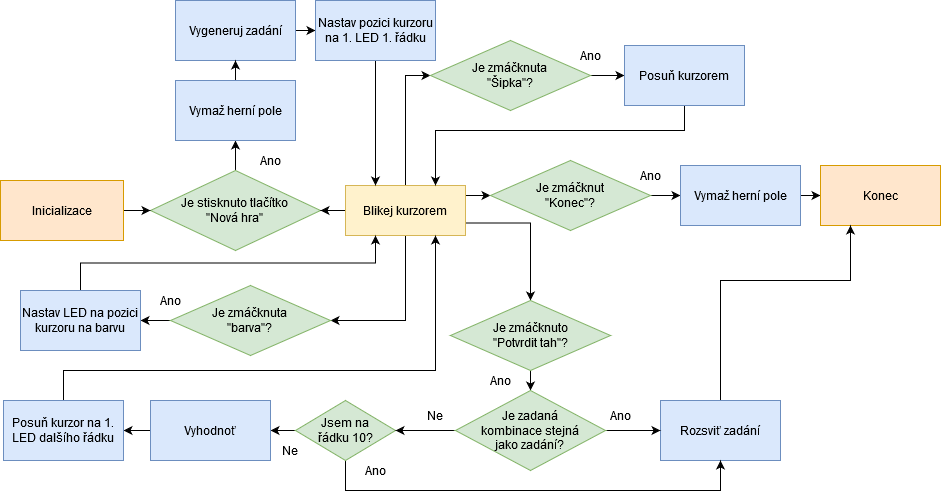 Vygeneruj zadání
Nastav pozici kurzoru
na 1. LED 1. řádku
Je zmáčknuta
"Šipka"?
Ano
Posuň kurzorem
Vymaž herní pole
Ano
Inicializace
Je stisknuto tlačítko
"Nová hra"
Blikej kurzorem
Je zmáčknut
"Konec"?
Ano
Vymaž herní pole
Konec
Nastav LED na pozici
kurzoru na barvu
Ano
Je zmáčknuta
"barva"?
Je zmáčknuto
"Potvrdit tah"?
Ano
Posuň kurzor na 1.
LED dalšího řádku
Vyhodnoť
Jsem na
řádku 10?
Ne
Ne
Je zadaná
kombinace stejná
jako zadání?
Ano
Rozsviť zadání
Ano